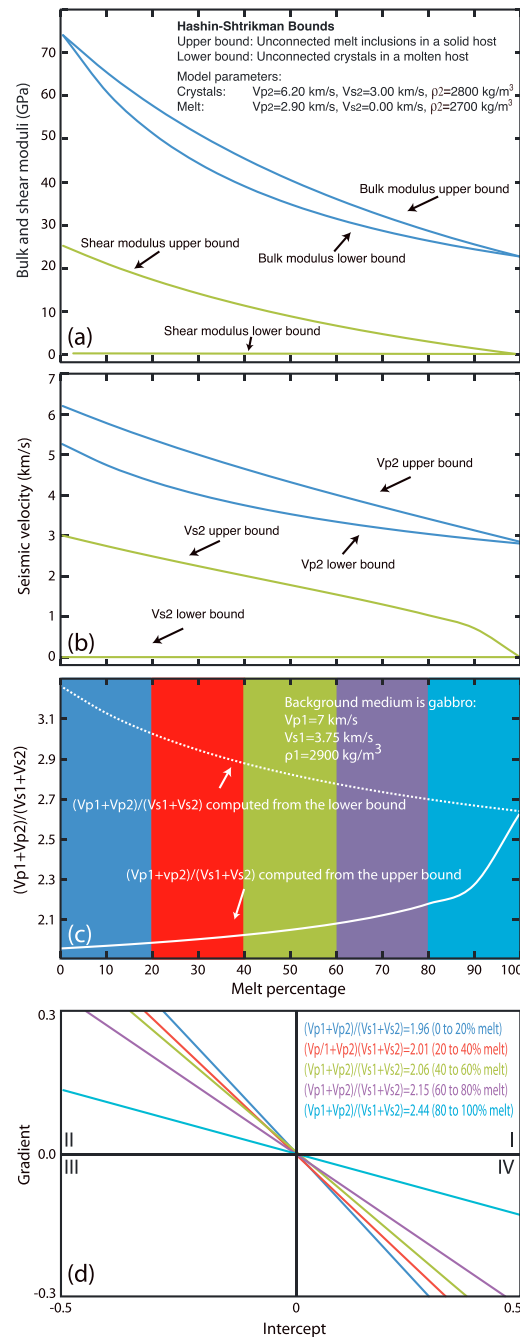 Hashin-Shtrikman Bounds
Upper bound: Unconnected melt inclusions in a solid host
Lower bound: Unconnected crystals in a molten host
Model parameters:
Crystals: Vp2=6.20 km/s, Vs2=3.00 km/s, ρ2=2800 kg/m³
Melt: Vp2=2.90 km/s, Vs2=0.00 km/s, ρ2=2700 kg/m³
Bulk and shear moduli (GPa)
70
60
50
40
30
20
10
0
Bulk modulus upper bound
Shear modulus upper bound
Bulk modulus lower bound
Shear modulus lower bound
(a)
Seismic velocity (km/s)
6
5
4
3
2
1
0
Vp2 upper bound
Vs2 upper bound
Vp2 lower bound
Vs2 lower bound
(b)
(Vp1+Vp2)/(Vs1+Vs2)
3.1
2.9
2.7
2.5
2.3
2.1
Background medium is gabbro:
Vp1=7 km/s
Vs1=3.75 km/s
ρ1=2900 kg/m³
(Vp1+Vp2)/(Vs1+Vs2) computed from the lower bound
(Vp1+vp2)/(Vs1+Vs2) computed from the upper bound
(c)
0 10 20 30 40 50 60 70 80 90 100
Melt percentage
Gradient
0.3
0.0
-0.3
(Vp1+Vp2)/(Vs1+Vs2)=1.96 (0 to 20% melt)
(Vp/1+Vp2)(Vs1+Vs2)=2.01 (20 to 40% melt)
(Vp1+Vp2)/(Vs1+Vs2)=2.06 (40 to 60% melt)
(Vp1+Vp2)/(Vs1+Vs2)=2.15 (60 to 80% melt)
(Vp1+Vp2)/(Vs1+Vs2)=2.44 (80 to 100% melt)
II I
III IV
(d)
-0.5 0 0.5
Intercept